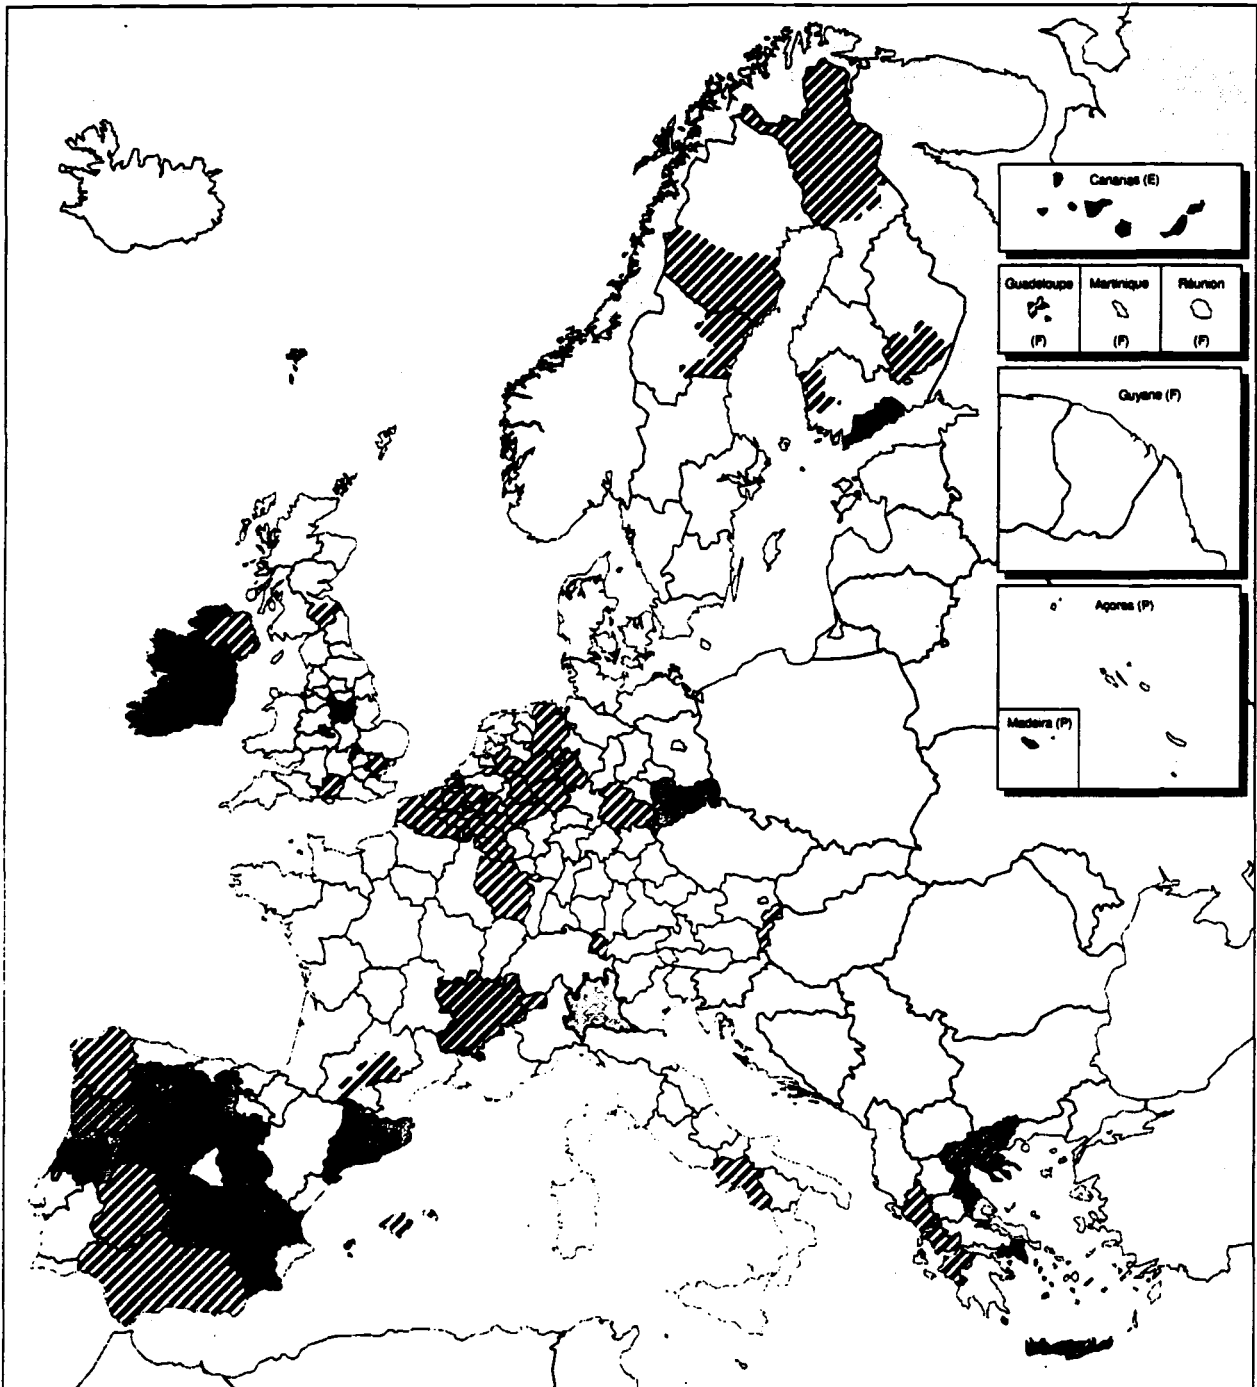 Canarias (E)
Guadeloupe
Martinique
Réunion
(F)
(F)
(F)
Guyane (F)
Açores (P)
Madeira (P)